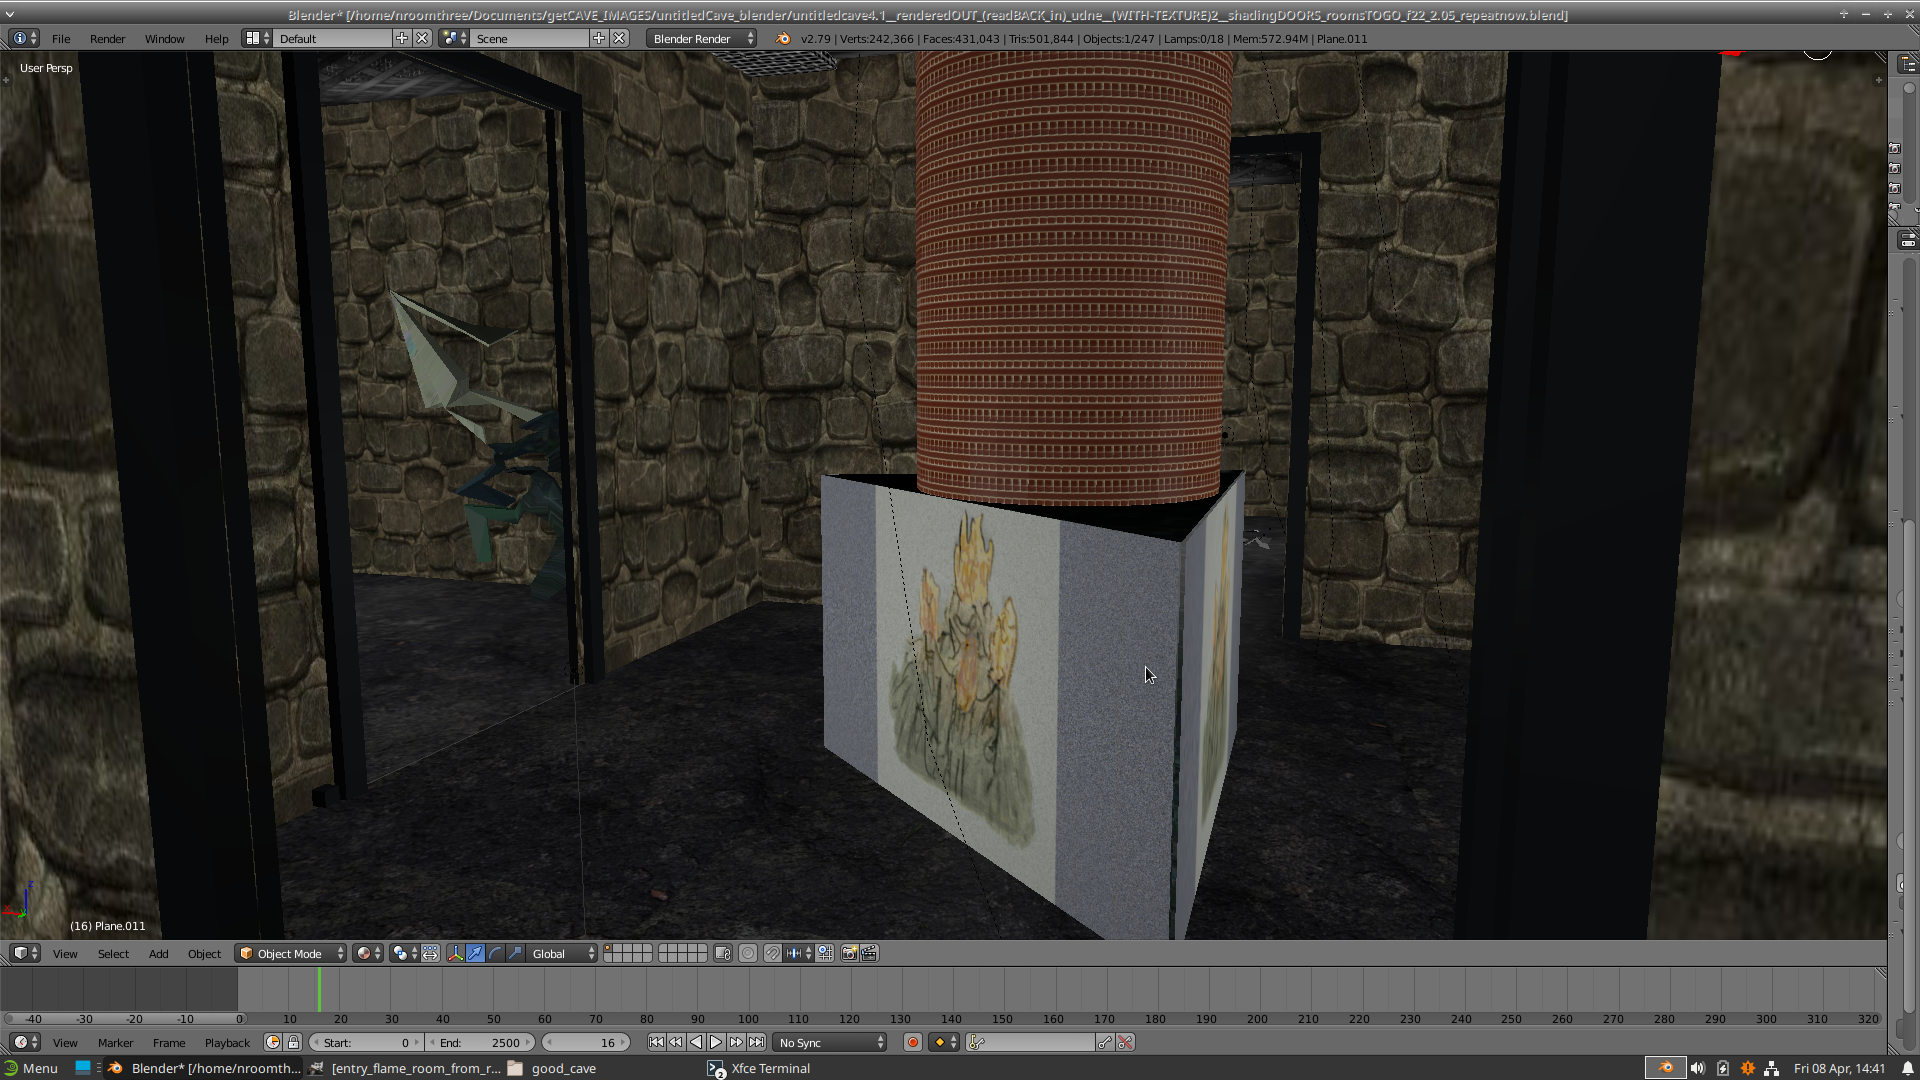 Blender* [/home/nroomthree/Documents/getCAVE_IMAGES/untitledCave_blender/untitledcave4.1__renderedOUT_(readBACK_in)_udne__(WITH-TEXTURE)2__shadingDOORS_roomsTOGO_f22_2.05_repeatnow.blend]
File Render Window Help Default Scene Blender Render v2.79 | Verts:242,366 | Faces:431,043 | Tris:501,844 | Objects:1/247 | Lamps:0/18 | Mem:572.94M | Plane.011
User Persp
z
x
(16) Plane.011
View Select Add Object Object Mode Global
-40 -30 -20 -10 0 10 20 30 40 50 60 70 80 90 100 110 120 130 140 150 160 170 180 190 200 210 220 230 240 250 260 270 280 290 300 310 320
View Marker Frame Playback Start: 0 End: 2500 16 No Sync
Menu Blender* [/home/nroomth... [entry_flame_room_from_r... good_cave 2 Xfce Terminal Fri 08 Apr, 14:41